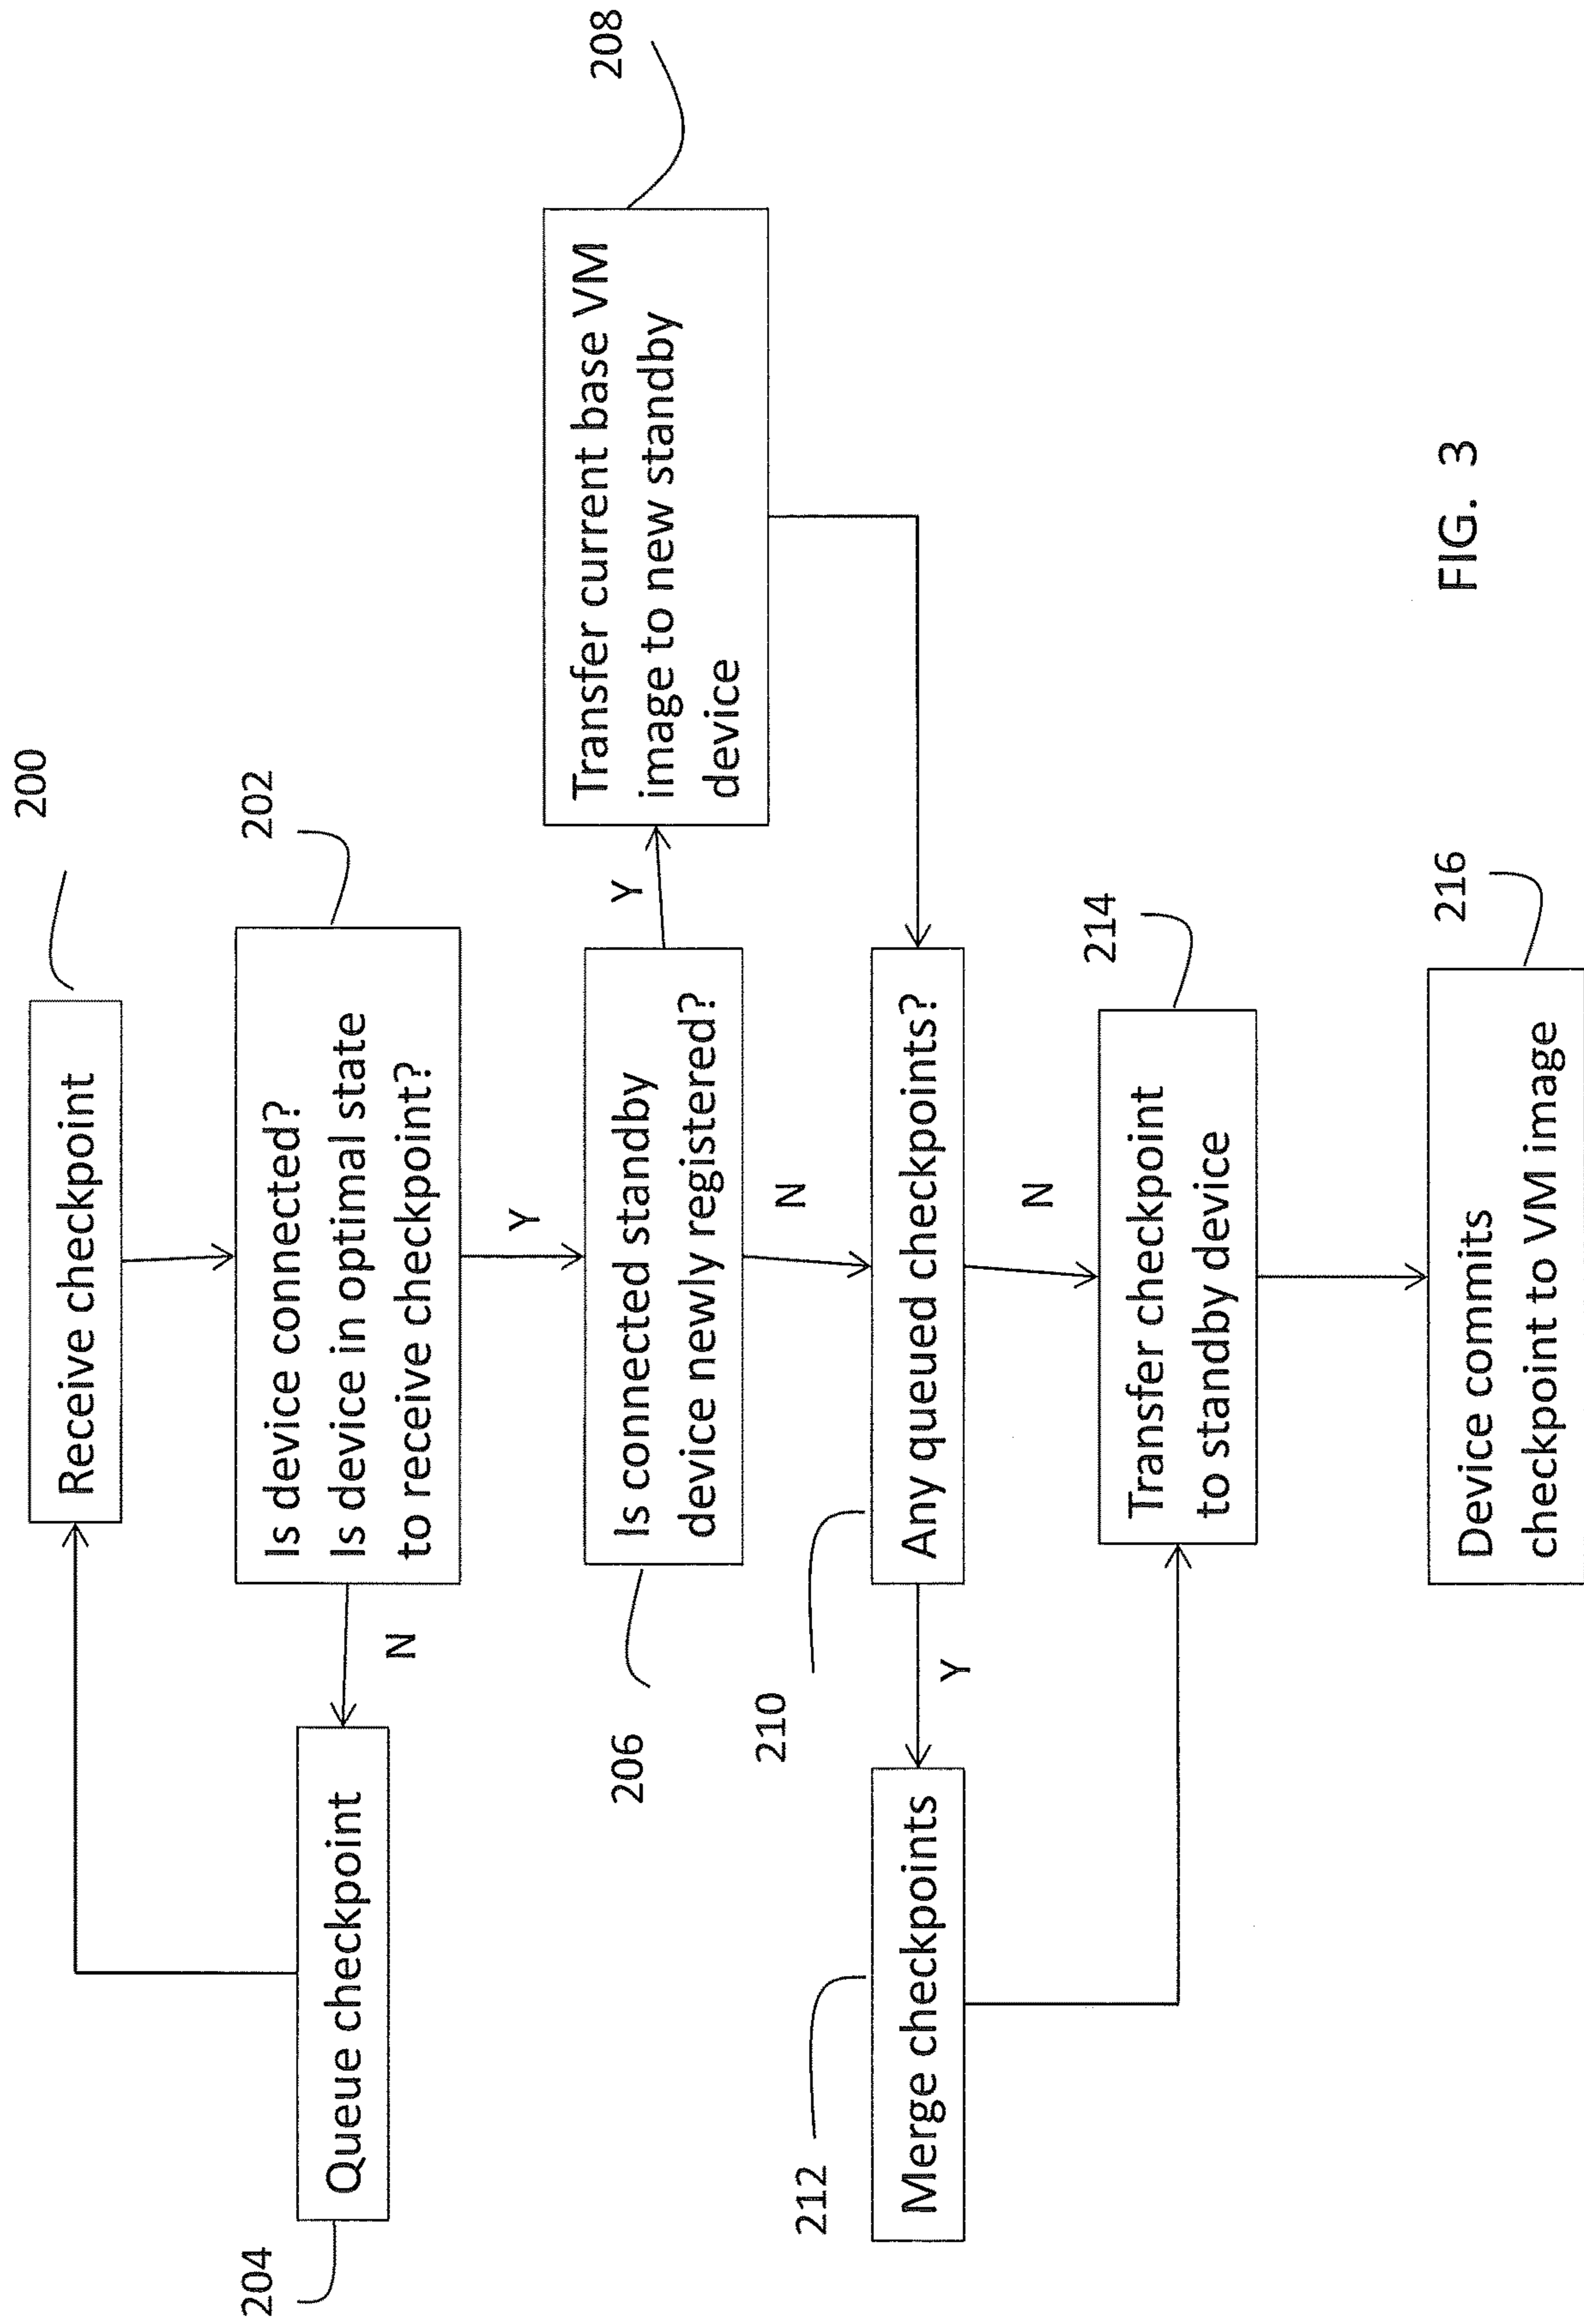 200
Receive checkpoint
202
Is device connected?
Is device in optimal state
to receive checkpoint?
N
204
Queue checkpoint
Y
206
Is connected standby
device newly registered?
Y
208
Transfer current base VM
image to new standby
device
N
210
Any queued checkpoints?
Y
212
Merge checkpoints
N
214
Transfer checkpoint
to standby device
216
Device commits
checkpoint to VM image
FIG. 3